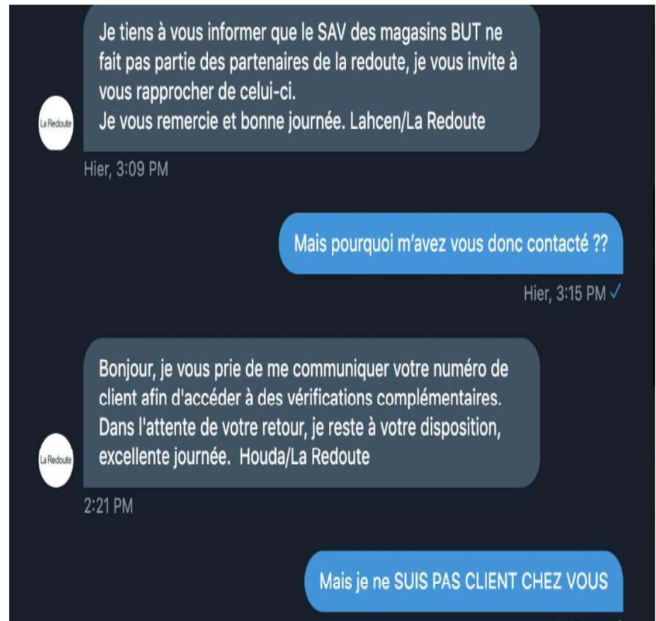 Je tiens à vous informer que le SAV des magasins BUT ne
fait pas partie des partenaires de la redoute, je vous invite à
vous rapprocher de celui-ci.
Je vous remercie et bonne journée. Lahcen/La Redoute
La Redoute
Hier, 3:09 PM
Mais pourquoi m'avez vous donc contacté ??
Hier, 3:15 PM ✓
Bonjour, je vous prie de me communiquer votre numéro de
client afin d'accéder à des vérifications complémentaires.
Dans l'attente de votre retour, je reste à votre disposition,
excellente journée.  Houda/La Redoute
La Redoute
2:21 PM
Mais je ne SUIS PAS CLIENT CHEZ VOUS